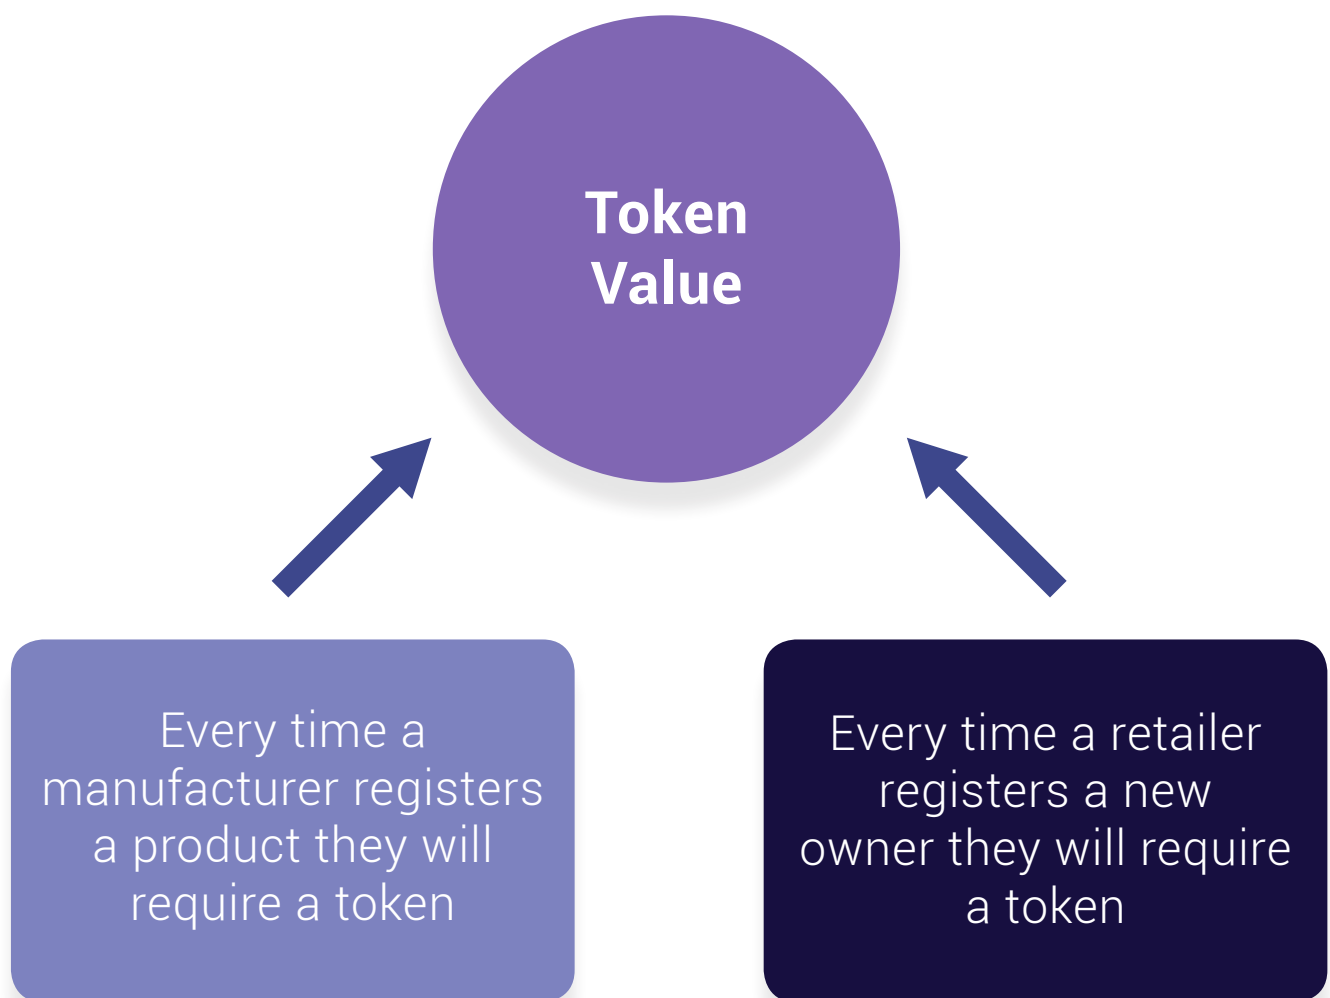 Token
Value
Every time a
manufacturer registers
a product they will
require a token
Every time a retailer
registers a new
owner they will require
a token